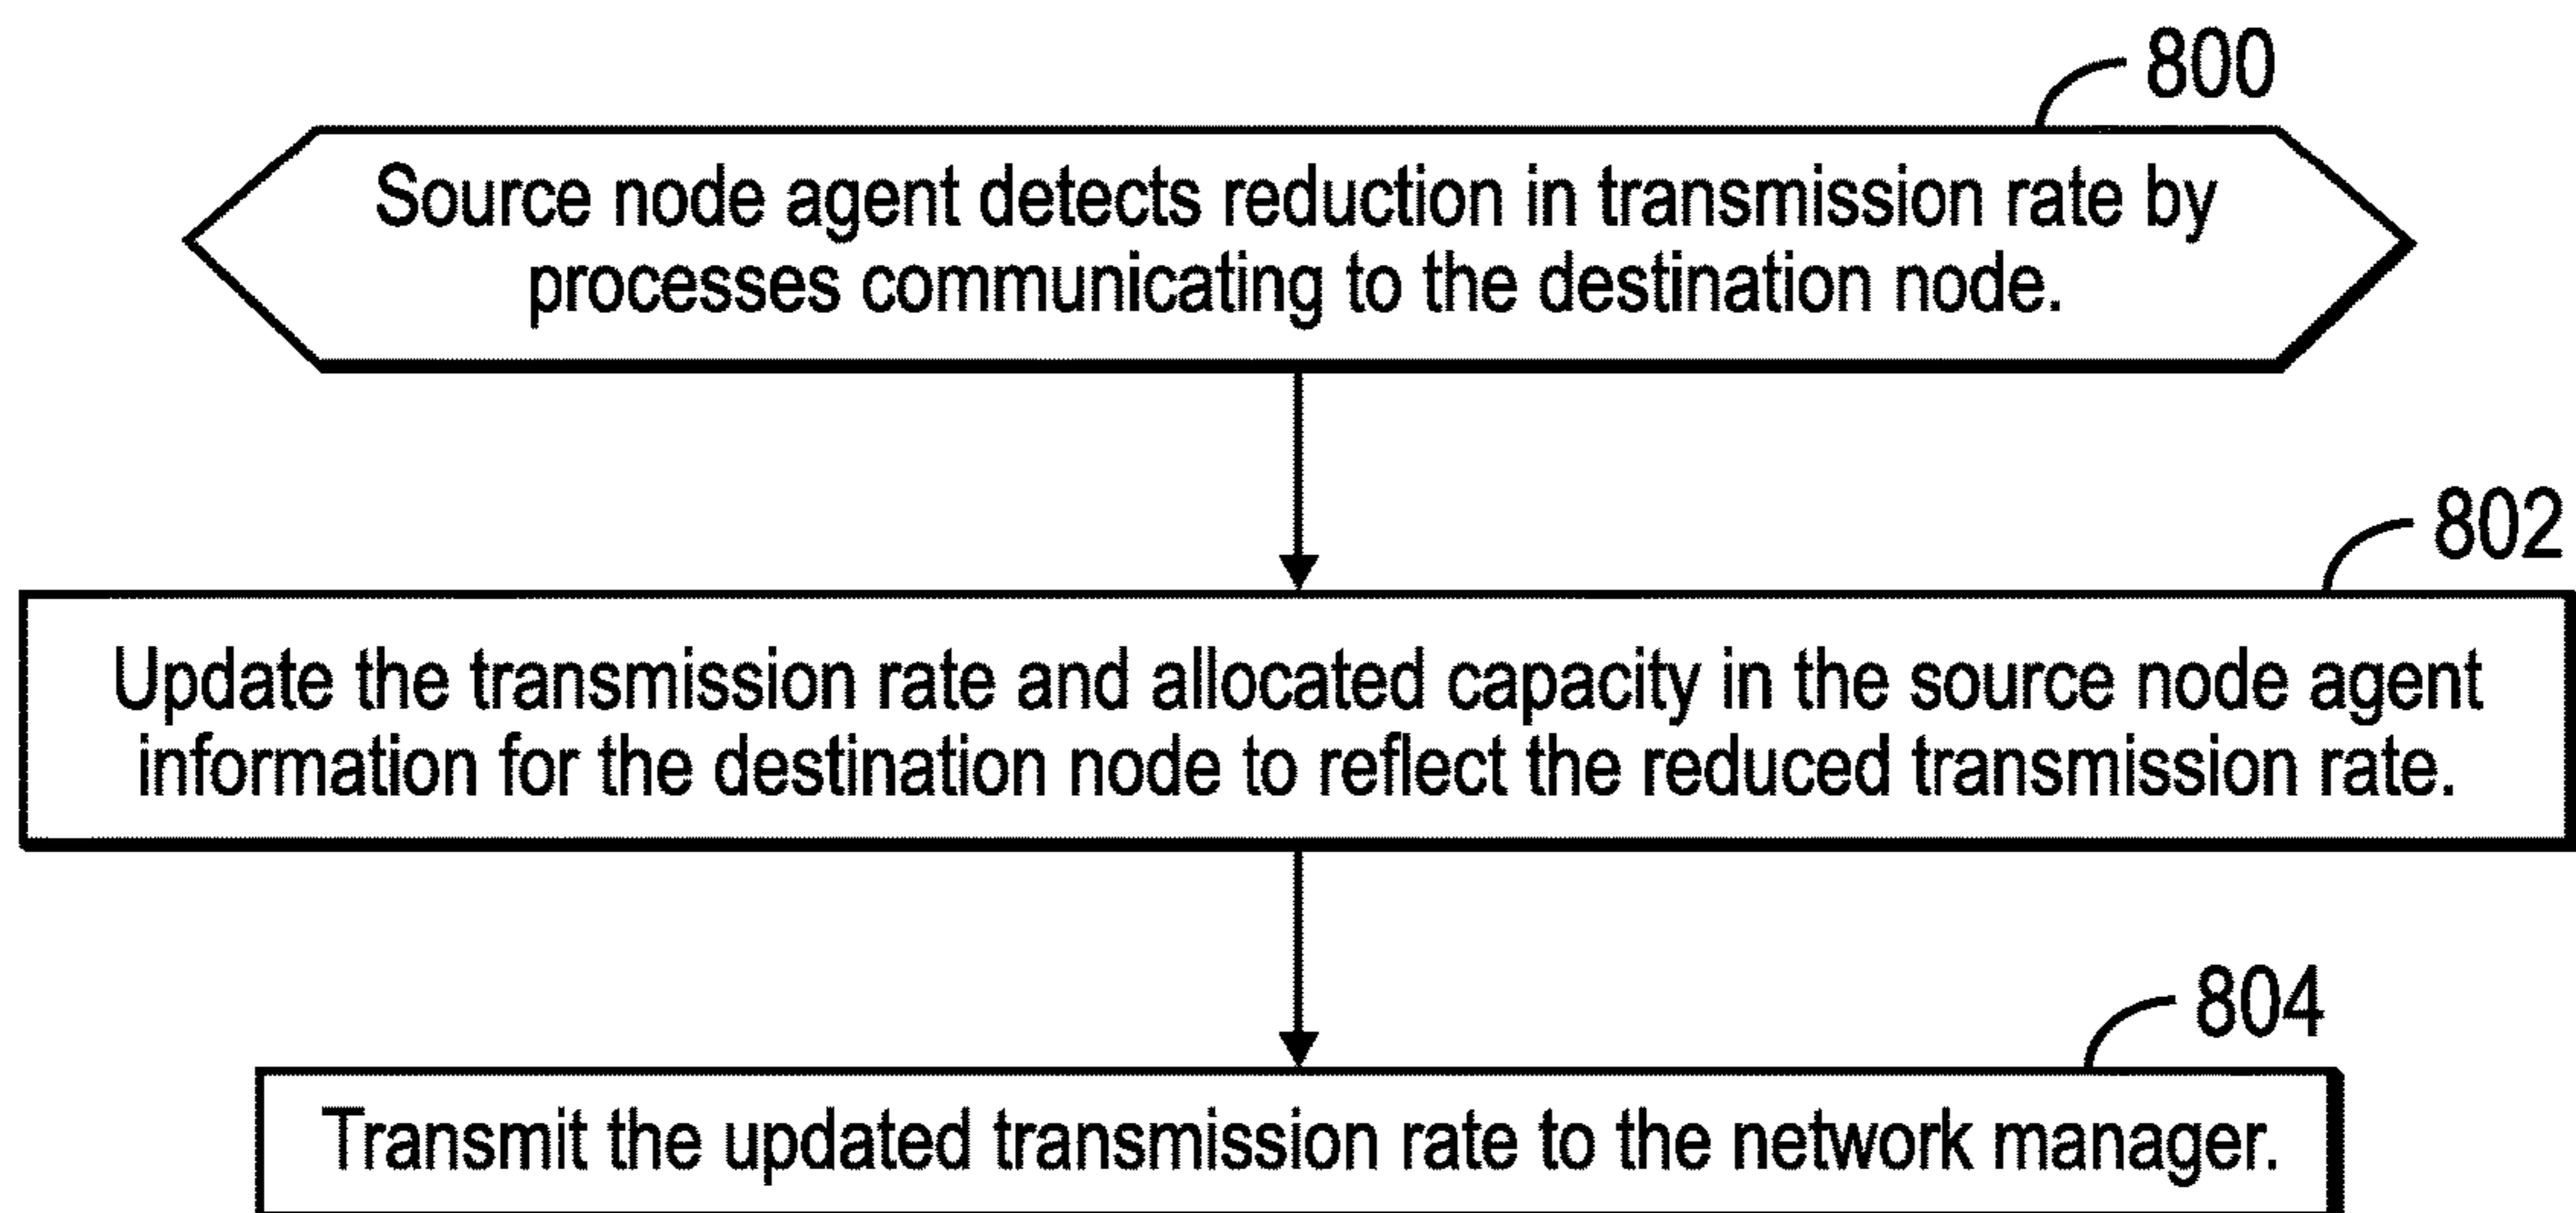 800
Source node agent detects reduction in transmission rate by
processes communicating to the destination node.
802
Update the transmission rate and allocated capacity in the source node agent
information for the destination node to reflect the reduced transmission rate.
804
Transmit the updated transmission rate to the network manager.